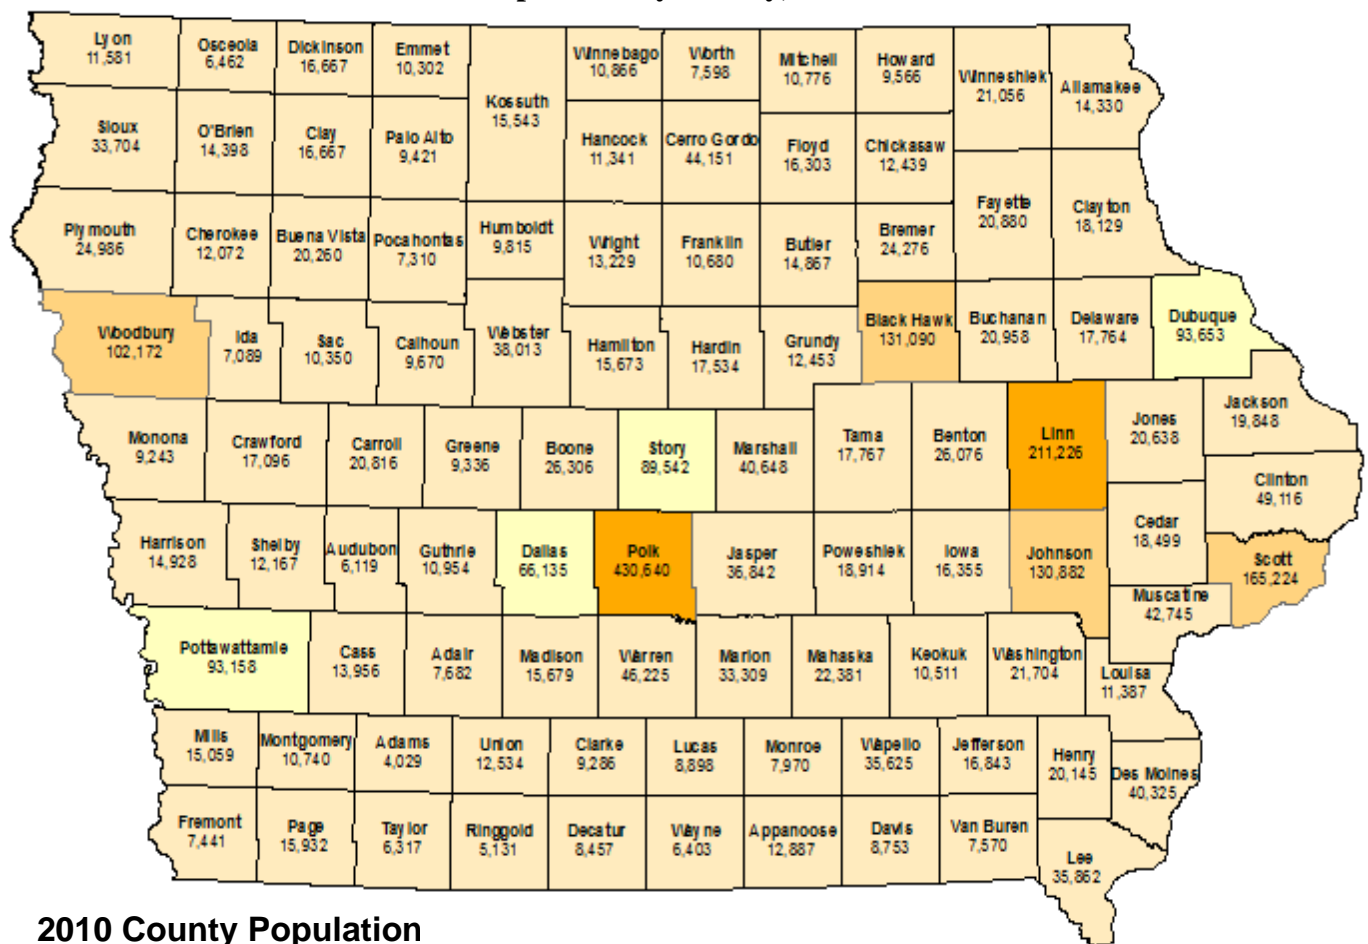 Lyon
11,581
Osceola
6,462
Dickinson
16,667
Emmet
10,302
Kossuth
15,543
Winnebago
10,866
Worth
7,598
Mitchell
10,776
Howard
9,566
Winneshiek
21,056
Allamakee
14,330
Sioux
33,704
O'Brien
14,398
Clay
16,667
Palo Alto
9,421
Hancock
11,341
Cerro Gordo
44,151
Floyd
16,303
Chickasaw
12,439
Fayette
20,880
Clayton
18,129
Plymouth
24,986
Cherokee
12,072
Buena Vista
20,260
Pocahontas
7,310
Humboldt
9,815
Wright
13,229
Franklin
10,680
Butler
14,867
Bremer
24,276
Woodbury
102,172
Ida
7,089
Sac
10,350
Calhoun
9,670
Webster
38,013
Hamilton
15,673
Hardin
17,534
Grundy
12,453
Black Hawk
131,090
Buchanan
20,958
Delaware
17,764
Dubuque
93,653
Monona
9,243
Crawford
17,096
Carroll
20,816
Greene
9,336
Boone
26,306
Story
89,542
Marshall
40,648
Tama
17,767
Benton
26,076
Linn
211,226
Jones
20,638
Jackson
19,848
Clinton
49,116
Harrison
14,928
Shelby
12,167
Audubon
6,119
Guthrie
10,954
Dallas
66,135
Polk
430,640
Jasper
36,842
Poweshiek
18,914
Iowa
16,355
Johnson
130,882
Cedar
18,499
Scott
165,224
Muscatine
42,745
Pottawattamie
93,158
Cass
13,956
Adair
7,682
Madison
15,679
Warren
46,225
Marion
33,309
Mahaska
22,381
Keokuk
10,511
Washington
21,704
Louisa
11,387
Mills
15,059
Montgomery
10,740
Adams
4,029
Union
12,534
Clarke
9,286
Lucas
8,898
Monroe
7,970
Wapello
35,625
Jefferson
16,843
Henry
20,145
Des Moines
40,325
Fremont
7,441
Page
15,932
Taylor
6,317
Ringgold
5,131
Decatur
8,457
Wayne
6,403
Appanoose
12,887
Davis
8,753
Van Buren
7,570
Lee
35,862
2010 County Population